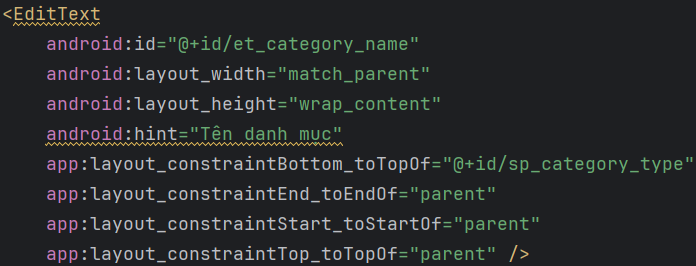 <EditText
android:id="@+id/et_category_name"
android:layout_width="match_parent"
android:layout_height="wrap_content"
android:hint="Tên danh mục"
app:layout_constraintBottom_toTopOf="@+id/sp_category_type"
app:layout_constraintEnd_toEndOf="parent"
app:layout_constraintStart_toStartOf="parent"
app:layout_constraintTop_toTopOf="parent" />